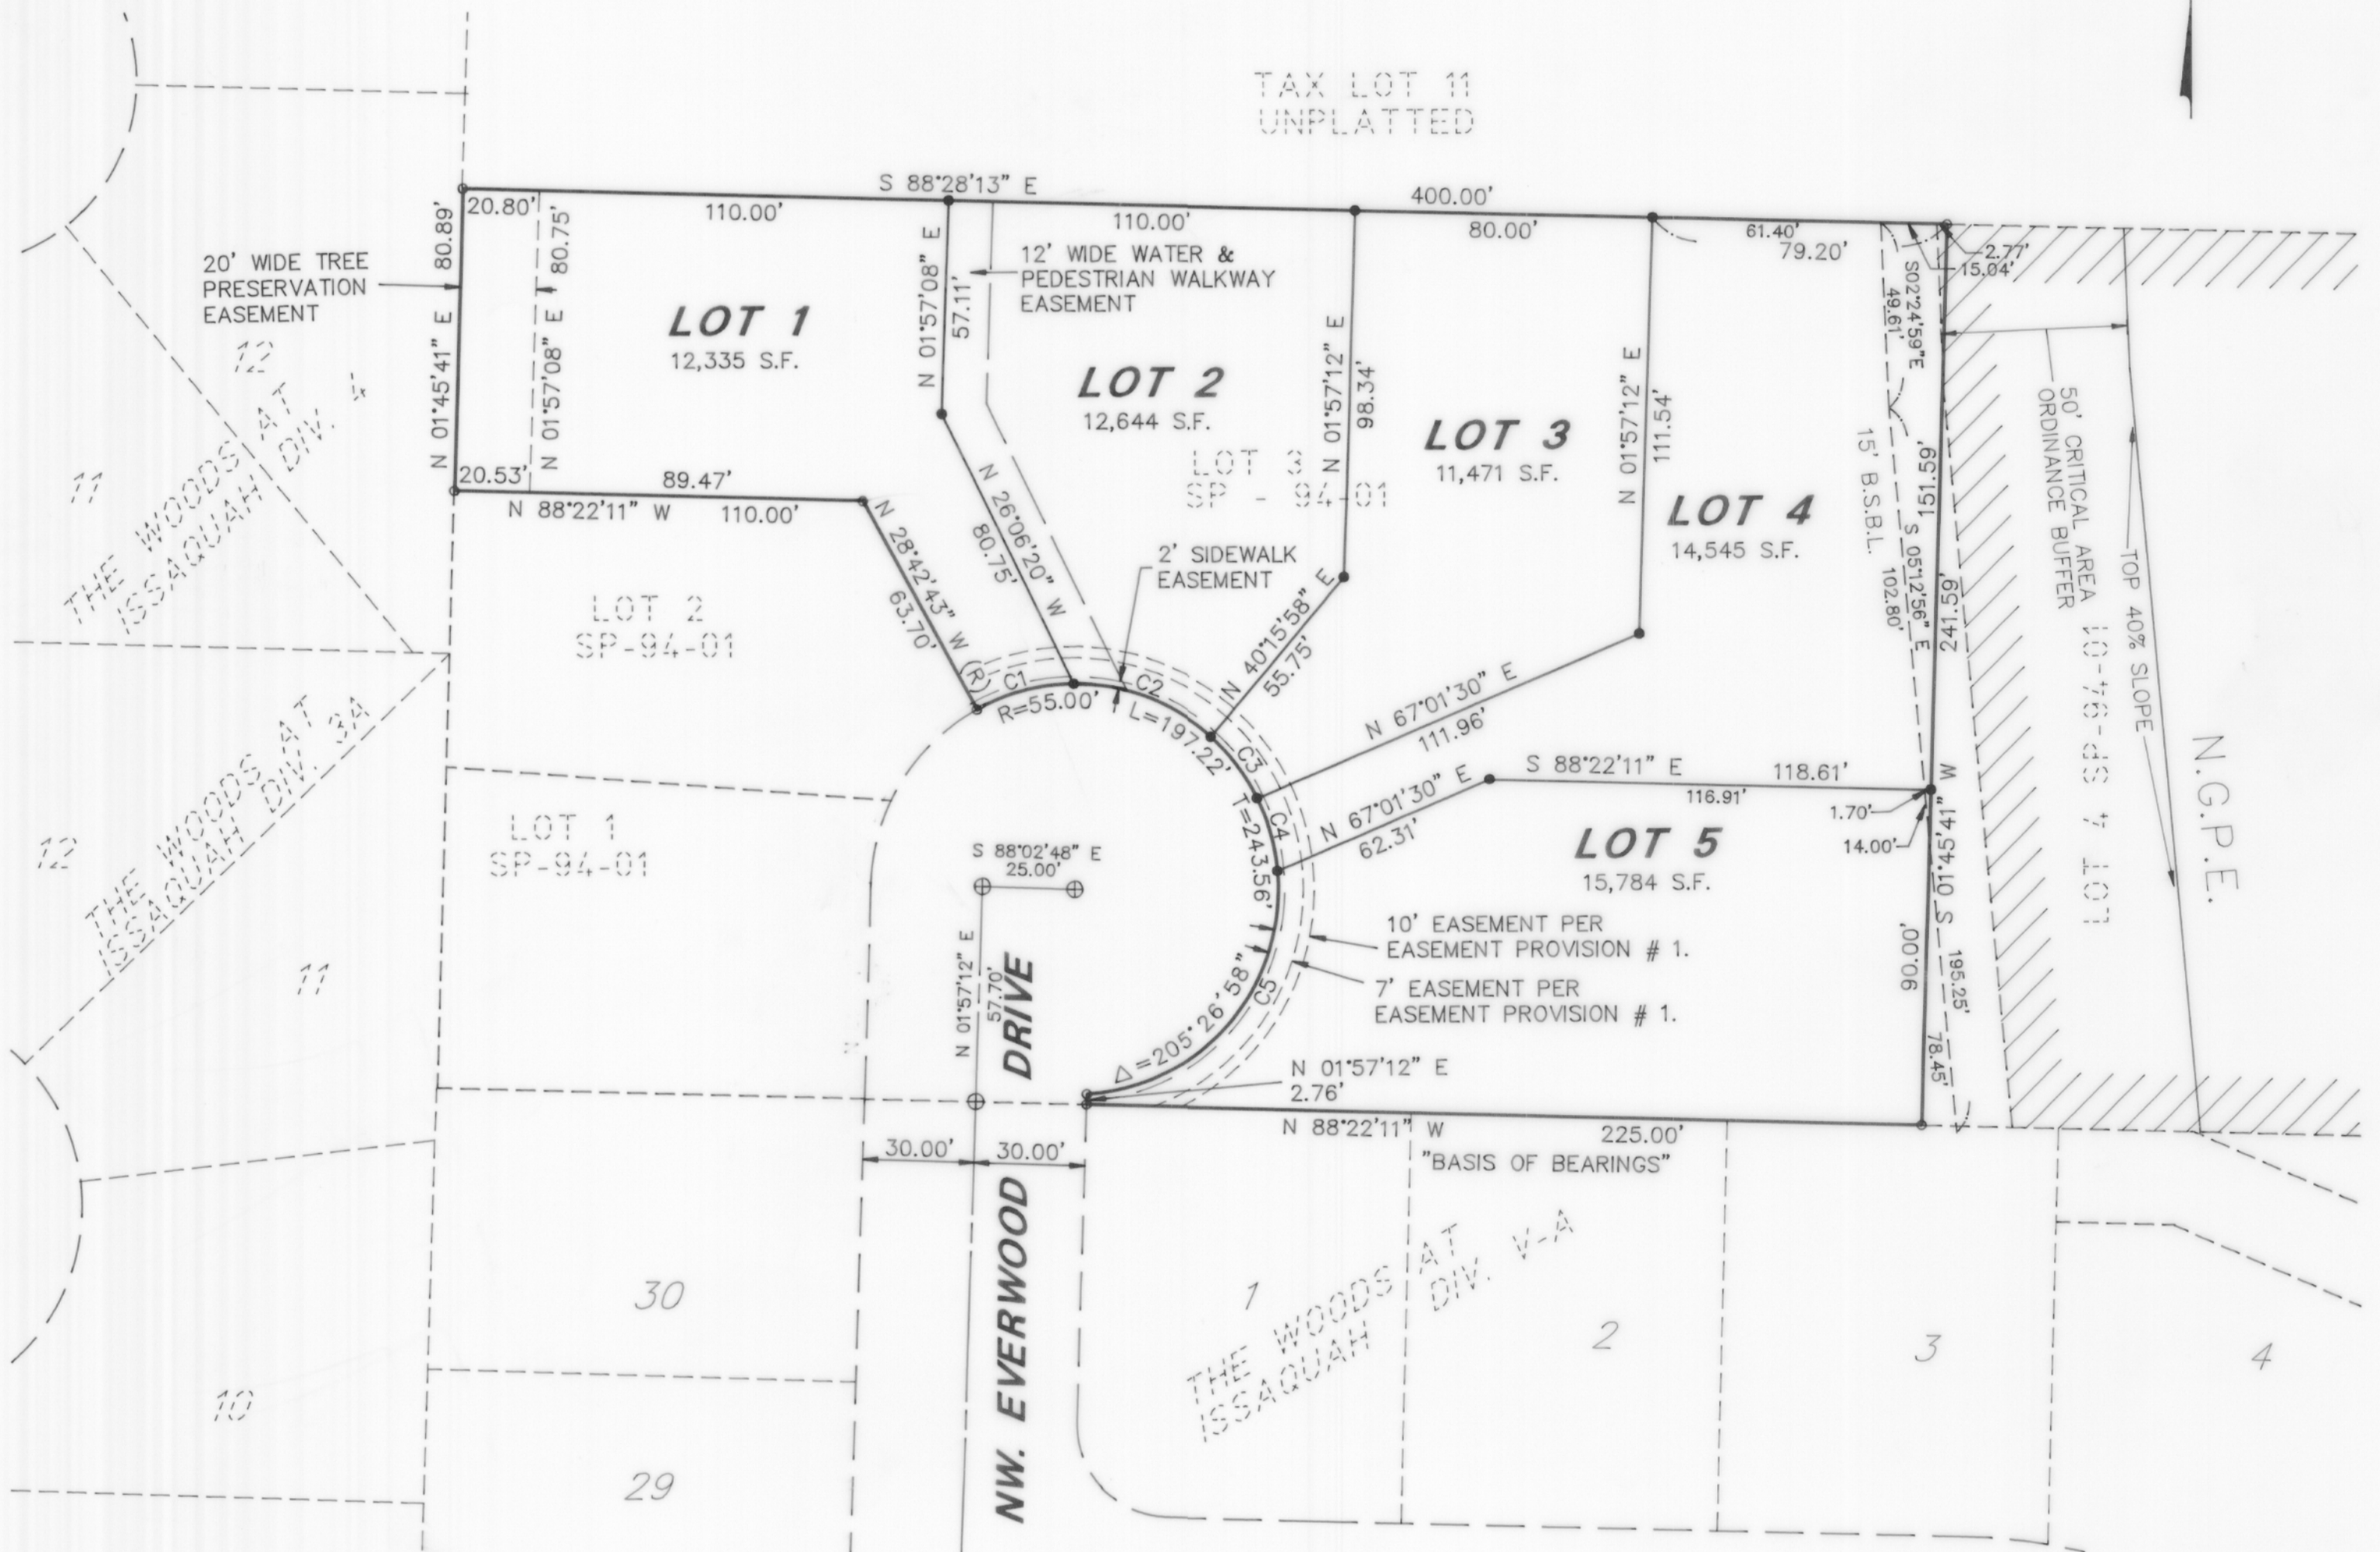 TAX LOT 11
UNPLATTED
S 88°28'13" E
400.00'
20.80'
110.00'
110.00'
80.00'
61.40'
79.20'
2.77'
15.04'
N 01°45'41" E 80.89'
N 01°57'08" E 80.75'
20' WIDE TREE
PRESERVATION
EASEMENT
LOT 1
12,335 S.F.
N 01°57'08" E
57.11'
12' WIDE WATER &
PEDESTRIAN WALKWAY
EASEMENT
LOT 2
12,644 S.F.
N 01°57'12" E
98.34'
LOT 3
SP - 94-01
LOT 3
11,471 S.F.
N 01°57'12" E
111.54'
LOT 4
14,545 S.F.
S02°24'59"E
49.61'
15' B.S.B.L.
S 05°12'56" E
102.80'
151.59'
241.59'
S 01°45'41" W
50' CRITICAL AREA
ORDINANCE BUFFER
LOT 4 SP-94-01
TOP 40% SLOPE
N.G.P.E.
20.53'
89.47'
N 88°22'11" W
110.00'
N 28°42'43" W (R)
63.70'
N 26°06'20" W
80.75'
2' SIDEWALK
EASEMENT
N 40°15'58" E
55.75'
N 67°01'30" E
111.96'
N 67°01'30" E
62.31'
S 88°22'11" E
118.61'
116.91'
1.70'
14.00'
LOT 5
15,784 S.F.
90.00'
195.25'
78.45'
C1
C2
C3
C4
C5
R=55.00'
L=197.22'
T=243.56'
Δ=205°26'58"
10' EASEMENT PER
EASEMENT PROVISION # 1.
7' EASEMENT PER
EASEMENT PROVISION # 1.
N 01°57'12" E
2.76'
N 88°22'11" W
225.00'
"BASIS OF BEARINGS"
S 88°02'48" E
25.00'
N 01°57'12" E
57.70'
30.00'
30.00'
NW. EVERWOOD DRIVE
LOT 2
SP-94-01
LOT 1
SP-94-01
12
11
THE WOODS AT
ISSAQUAH DIV. 4
THE WOODS AT
ISSAQUAH DIV. 3A
12
11
10
30
29
THE WOODS AT
ISSAQUAH DIV. V-A
1
2
3
4